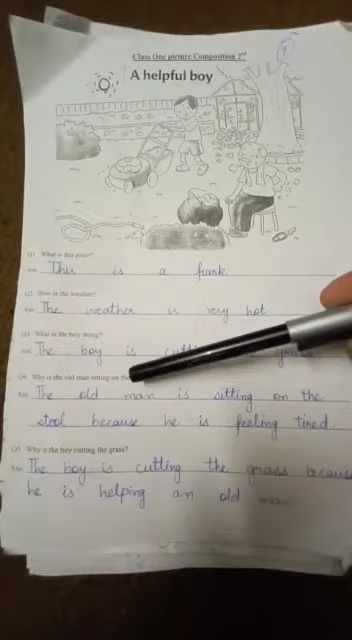 Class One picture Composition 2nd
A helpful boy
Q1 What is this place?
Ans This is a park
Q2 How is the weather?
Ans The weather is very hot
Q3 What is the boy doing?
Ans The boy is
Q4 Why is the old man sitting on the
Ans The old man is sitting on the
stool because he is feeling tired
Q5 Why is the boy cutting the grass?
Ans The boy is cutting the grass because
he is helping an old man